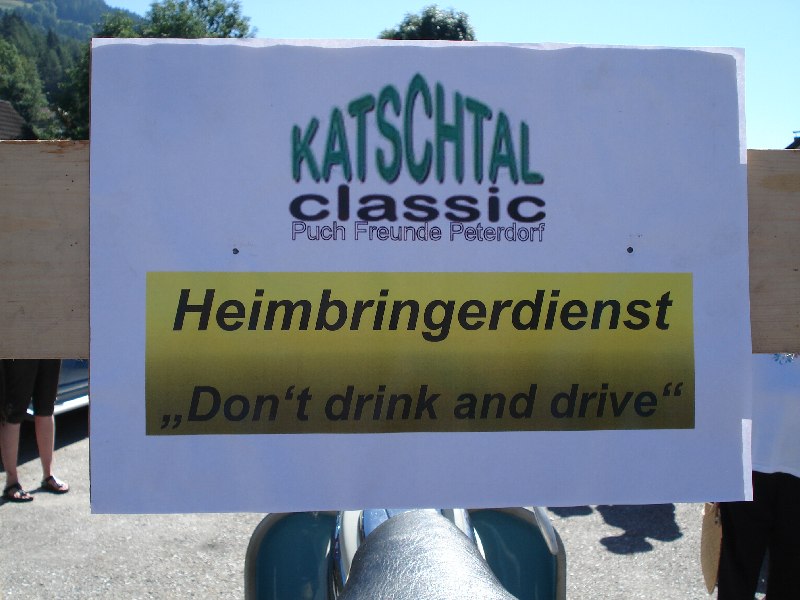 KATSCHTAL
classic
Puch Freunde Peterdorf
Heimbringerdienst
„Don‘t drink and drive“